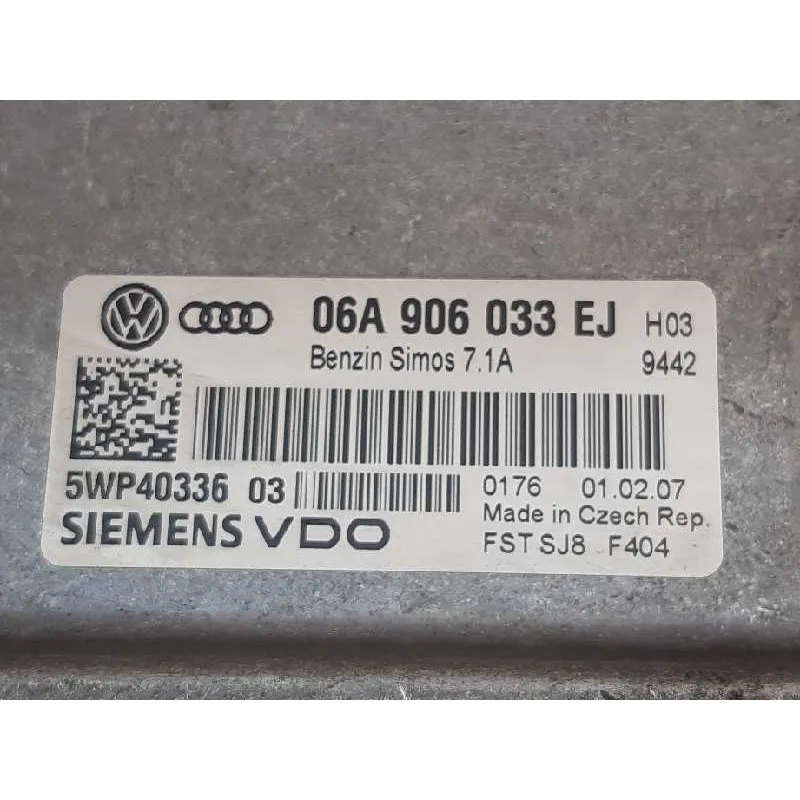 06A 906 033 EJ H03
Benzin Simos 7.1A 9442
5WP40336 03 0176 01.02.07
Made in Czech Rep.
SIEMENS VDO FST SJ8 F404